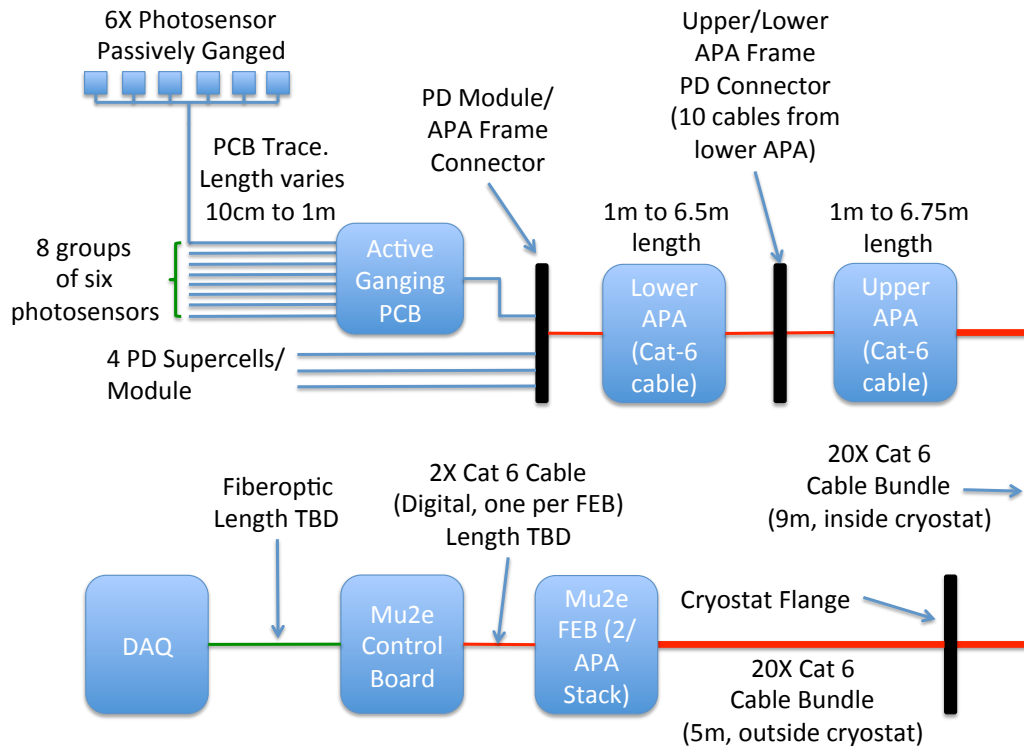 6X Photosensor
Passively Ganged
PCB Trace.
Length varies
10cm to 1m
8 groups
of six
photosensors
Active
Ganging
PCB
4 PD Supercells/
Module
PD Module/
APA Frame
Connector
1m to 6.5m
length
Lower
APA
(Cat-6
cable)
Upper/Lower
APA Frame
PD Connector
(10 cables from
lower APA)
1m to 6.75m
length
Upper
APA
(Cat-6
cable)
20X Cat 6
Cable Bundle
(9m, inside cryostat)
Fiberoptic
Length TBD
2X Cat 6 Cable
(Digital, one per FEB)
Length TBD
DAQ
Mu2e
Control
Board
Mu2e
FEB (2/
APA
Stack)
Cryostat Flange
20X Cat 6
Cable Bundle
(5m, outside cryostat)